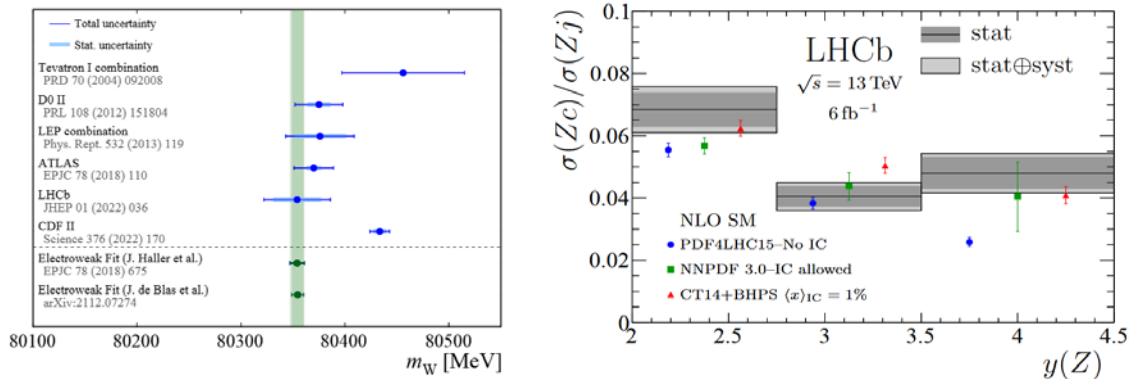 Total uncertainty
Stat. uncertainty
Tevatron I combination
PRD 70 (2004) 092008
D0 II
PRL 108 (2012) 151804
LEP combination
Phys. Rept. 532 (2013) 119
ATLAS
EPJC 78 (2018) 110
LHCb
JHEP 01 (2022) 036
CDF II
Science 376 (2022) 170
Electroweak Fit (J. Haller et al.)
EPJC 78 (2018) 675
Electroweak Fit (J. de Blas et al.)
arXiv:2112.07274
80100 80200 80300 80400 80500
m_W [MeV]
σ(Zc)/σ(Zj)
0.1
0.08
0.06
0.04
0.02
0
LHCb
√s = 13 TeV
6 fb⁻¹
stat
stat⊕syst
NLO SM
PDF4LHC15–No IC
NNPDF 3.0–IC allowed
CT14+BHPS ⟨x⟩IC = 1%
2 2.5 3 3.5 4 4.5
y(Z)